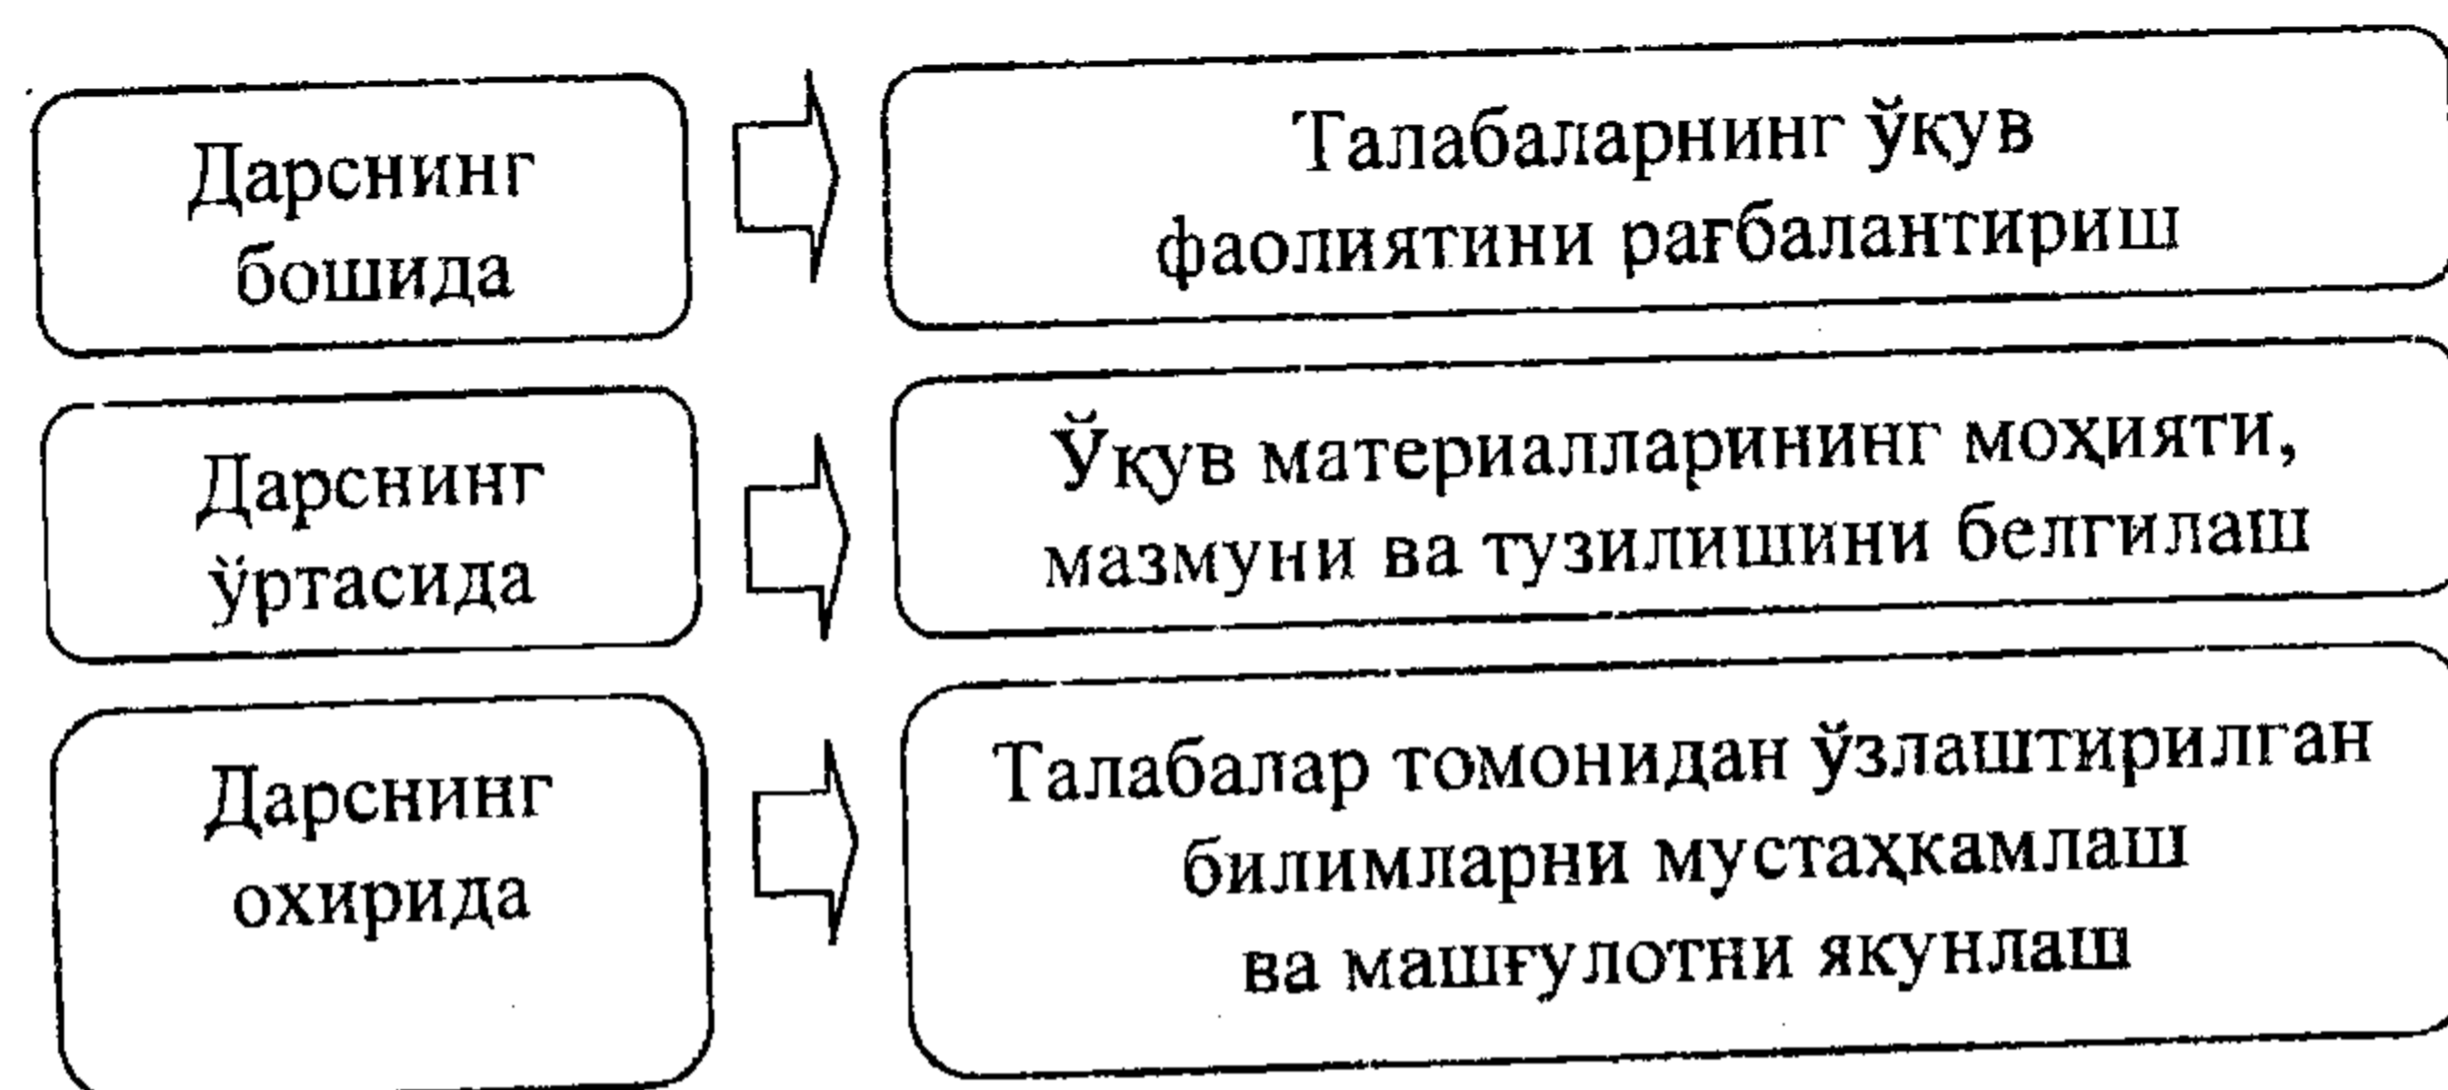 Дарснинг
бошида
Талабаларнинг ўқув
фаолиятини рағбалантириш
Дарснинг
ўртасида
Ўқув материалларининг моҳияти,
мазмуни ва тузилишини белгилаш
Дарснинг
охирида
Талабалар томонидан ўзлаштирилган
билимларни мустаҳкамлаш
ва машғулотни якунлаш